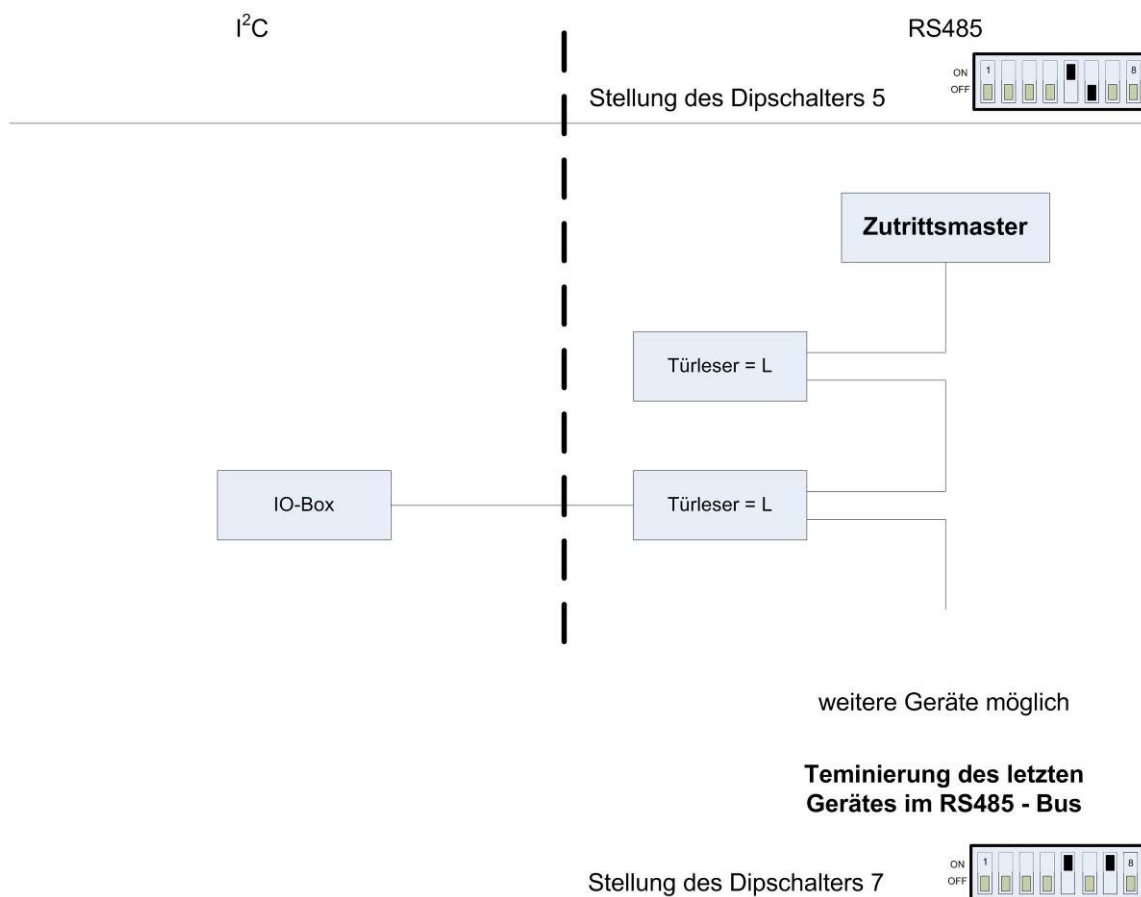 I²C
RS485
ON 1 8
OFF
Stellung des Dipschalters 5
Zutrittsmaster
Türleser = L
IO-Box
Türleser = L
weitere Geräte möglich
Teminierung des letzten
Gerätes im RS485 - Bus
ON 1 8
OFF
Stellung des Dipschalters 7